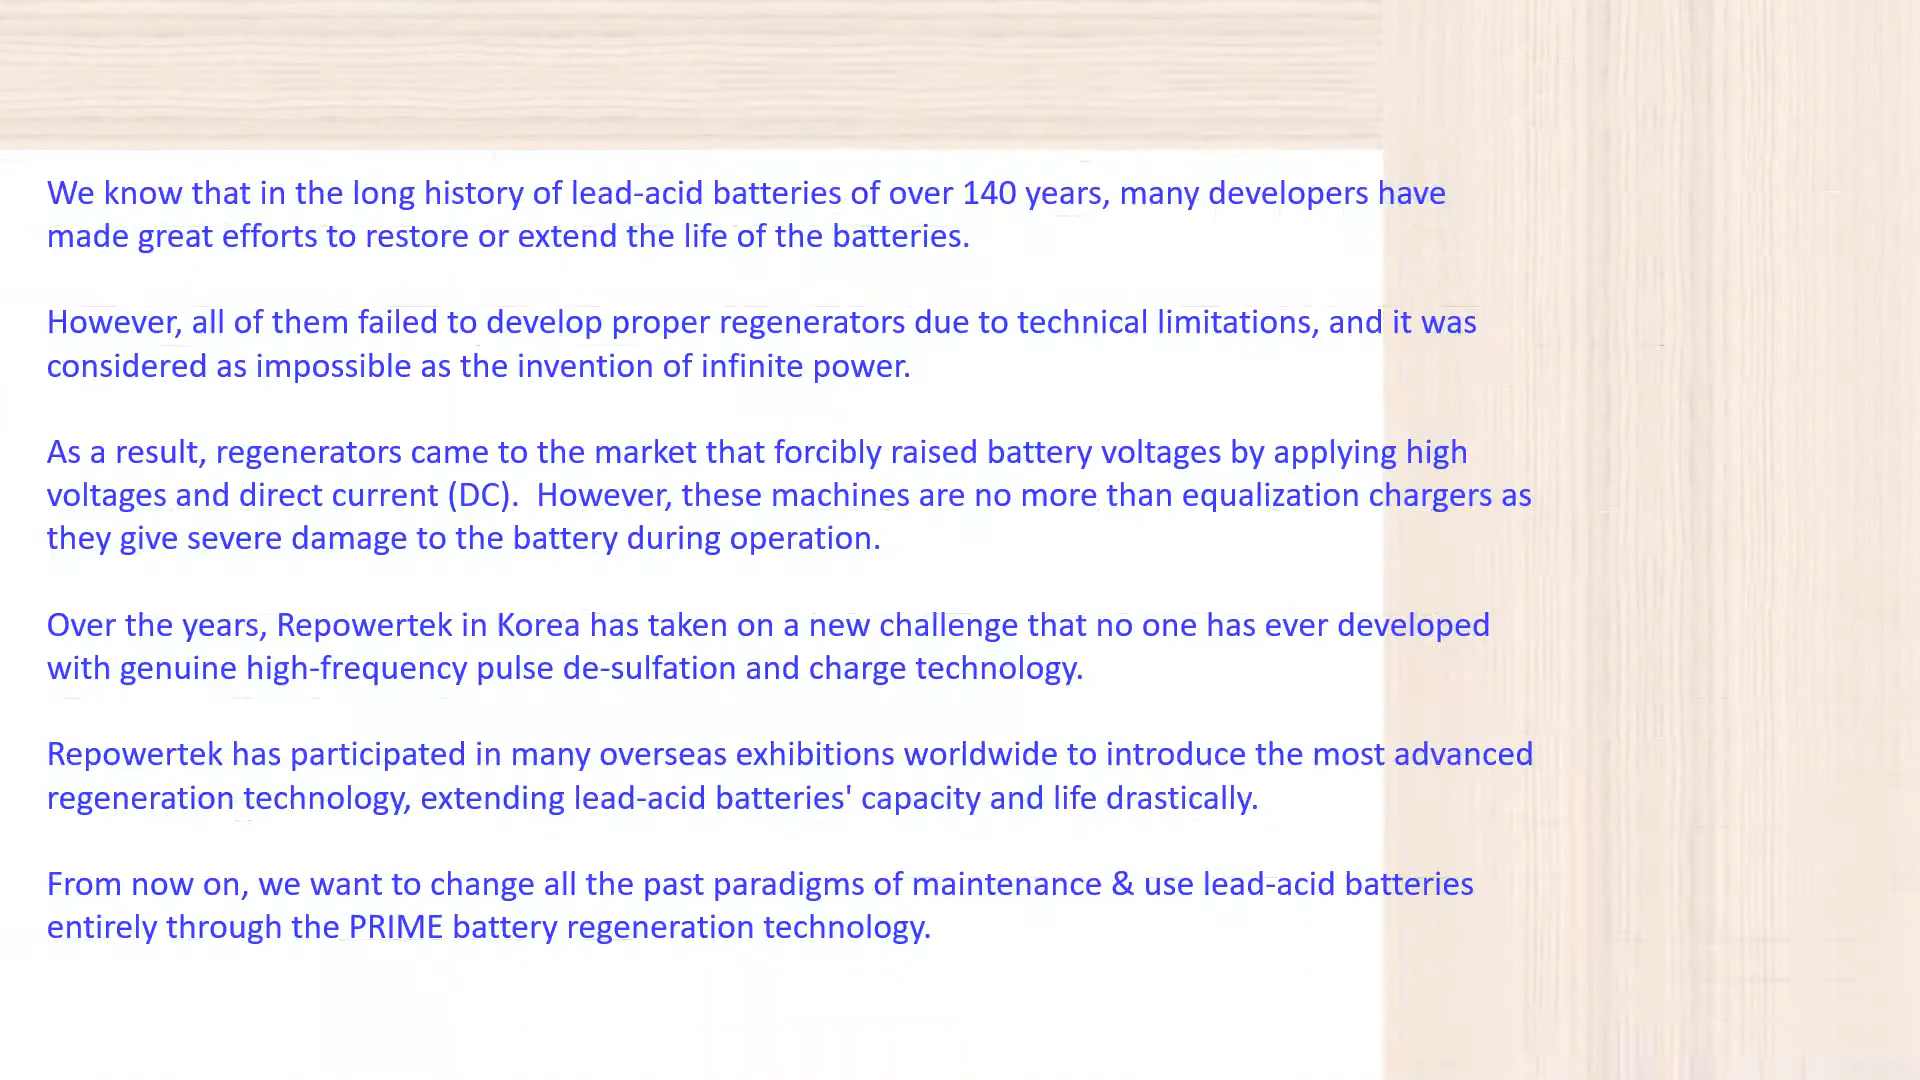 We know that in the long history of lead-acid batteries of over 140 years, many developers have
made great efforts to restore or extend the life of the batteries.
However, all of them failed to develop proper regenerators due to technical limitations, and it was
considered as impossible as the invention of infinite power.
As a result, regenerators came to the market that forcibly raised battery voltages by applying high
voltages and direct current (DC).  However, these machines are no more than equalization chargers as
they give severe damage to the battery during operation.
Over the years, Repowertek in Korea has taken on a new challenge that no one has ever developed
with genuine high-frequency pulse de-sulfation and charge technology.
Repowertek has participated in many overseas exhibitions worldwide to introduce the most advanced
regeneration technology, extending lead-acid batteries' capacity and life drastically.
From now on, we want to change all the past paradigms of maintenance & use lead-acid batteries
entirely through the PRIME battery regeneration technology.